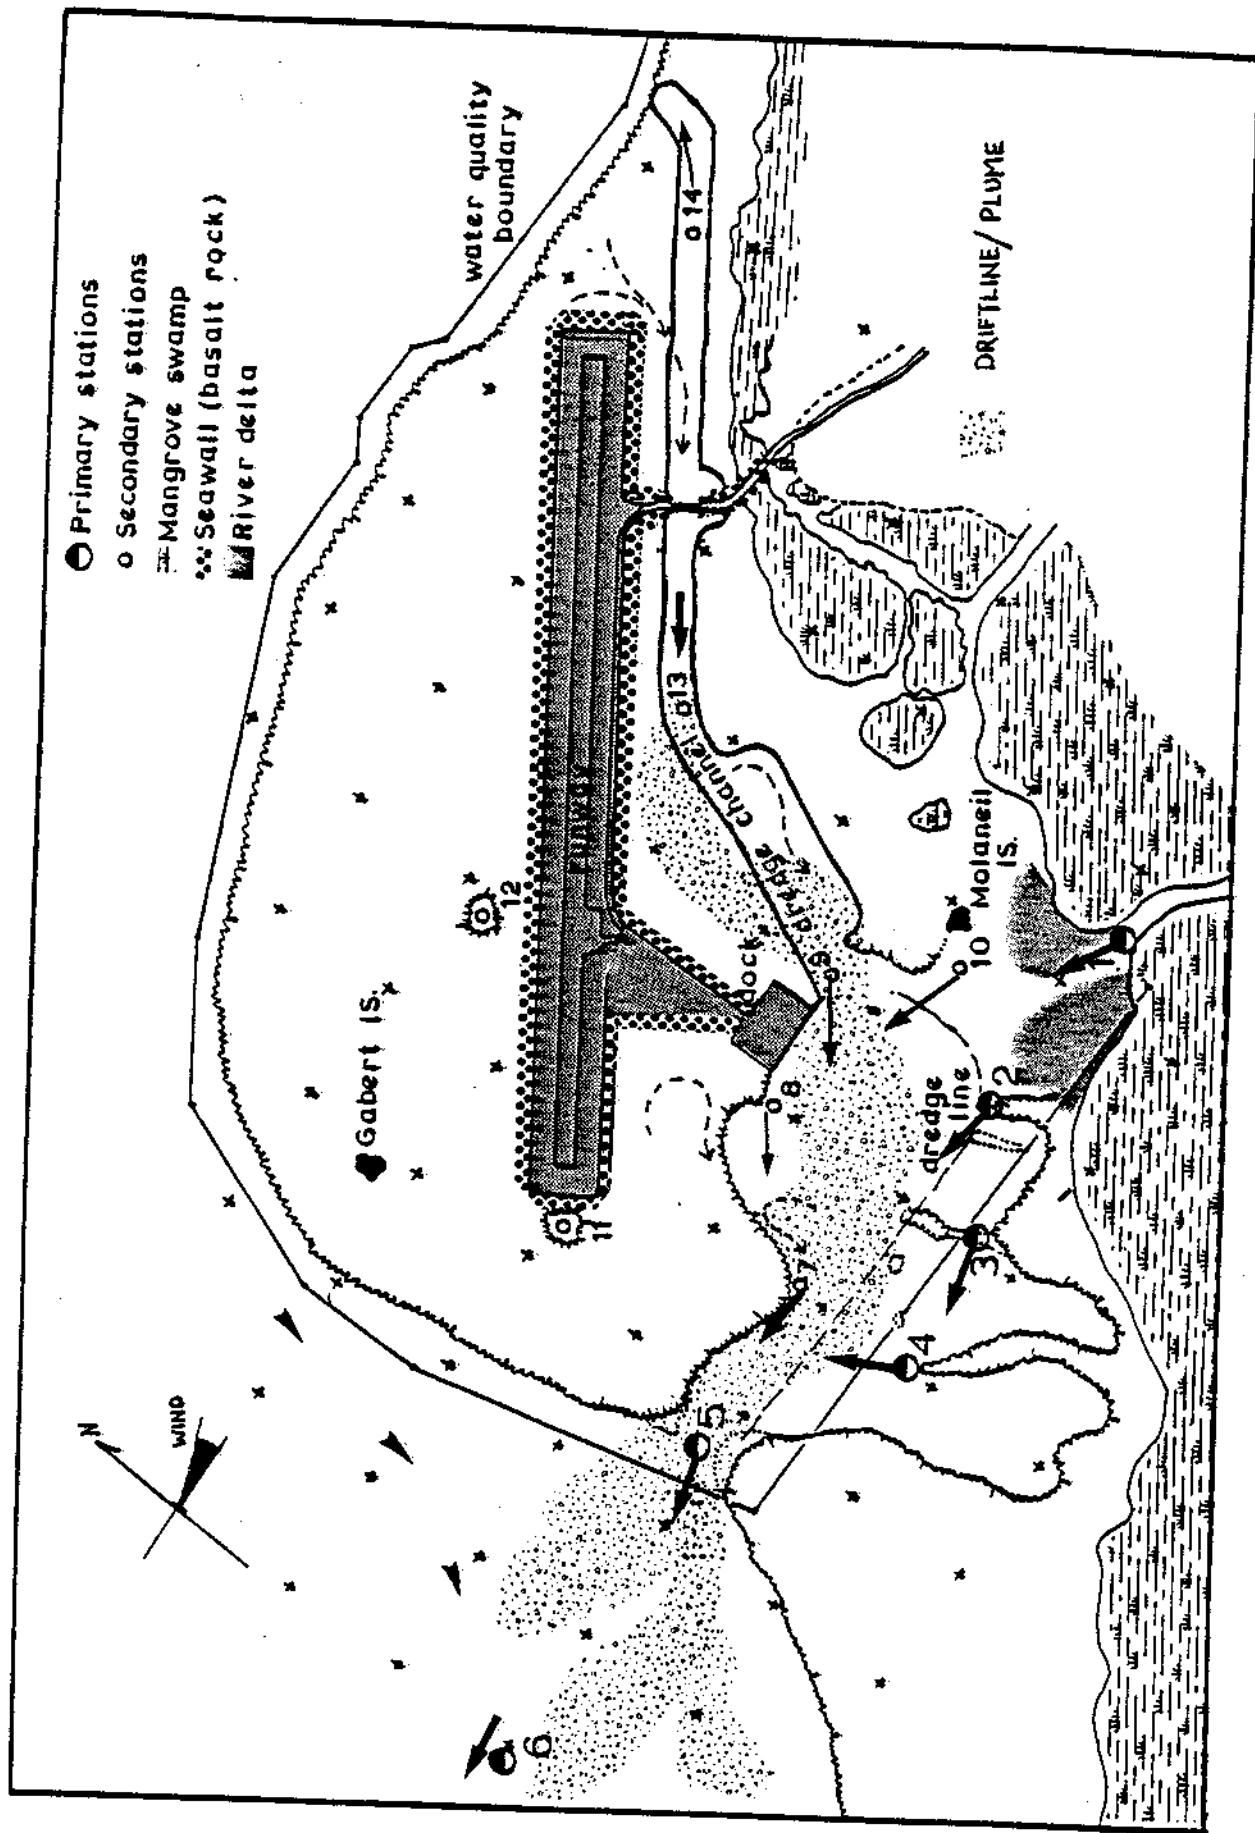 Primary stations
o Secondary stations
Mangrove swamp
Seawall (basalt rock)
River delta
water quality
boundary
N
WIND
Gabert IS.
12
11
RUNWAY
dock
dredge channel
13
14
DRIFTLINE/PLUME
Molaneil
IS.
10
9
8
7
dredge
line
1
2
3
4
5
6